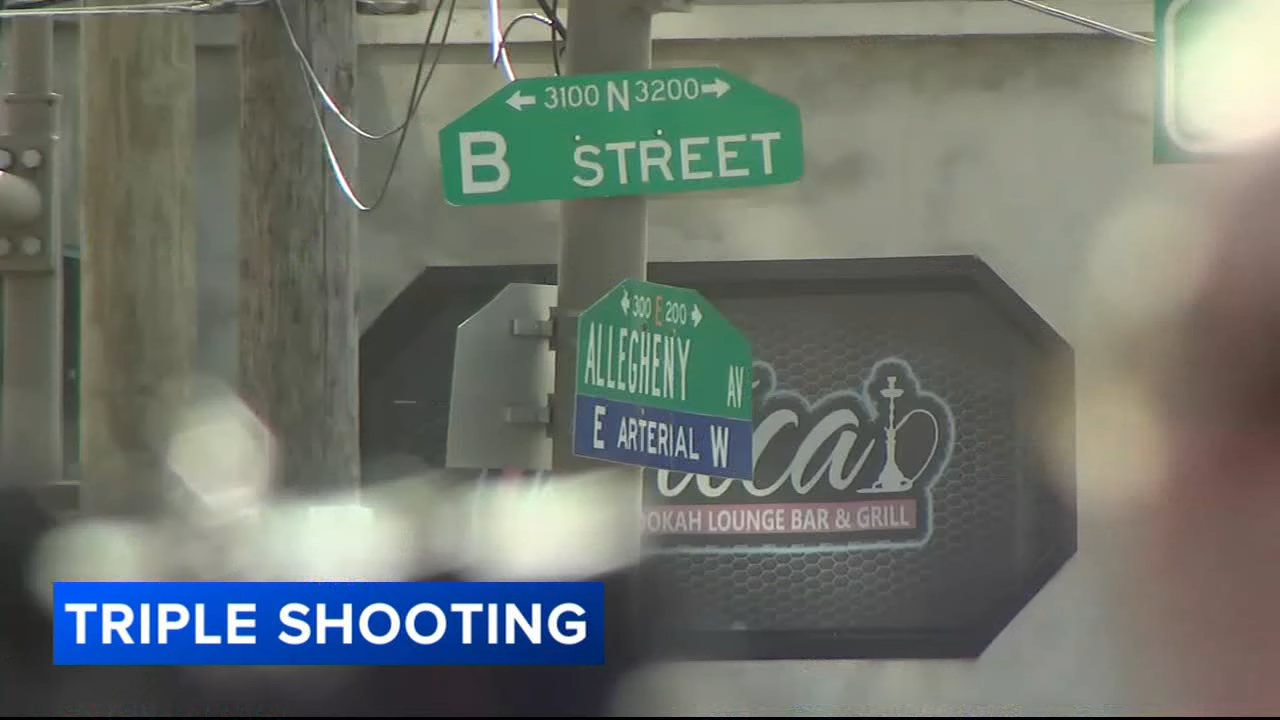 ← 3100 N 3200 →
B STREET
← 300 E 200 →
ALLEGHENY AV
E ARTERIAL W
LOUNGE BAR & GRILL
TRIPLE SHOOTING